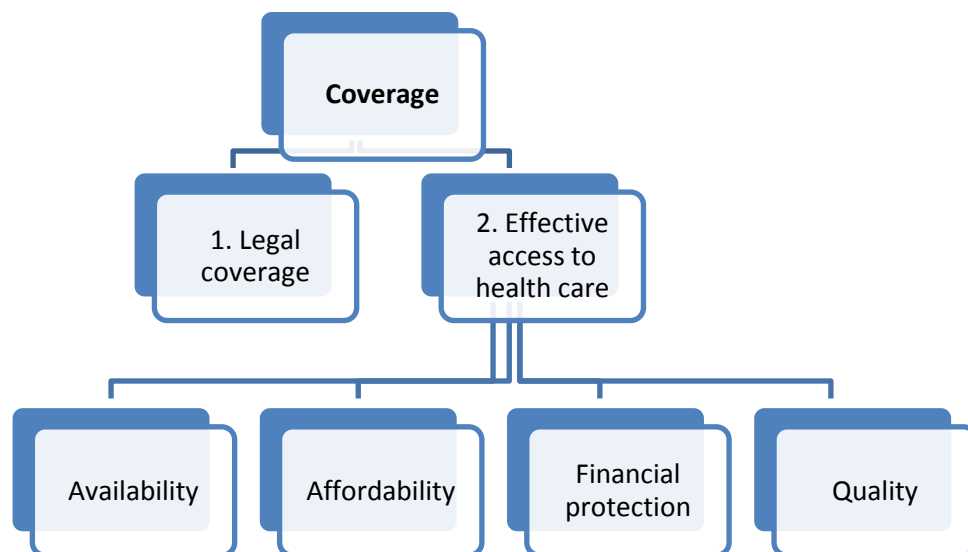 Coverage
1. Legal
coverage
2. Effective
access to
health care
Availability
Affordability
Financial
protection
Quality